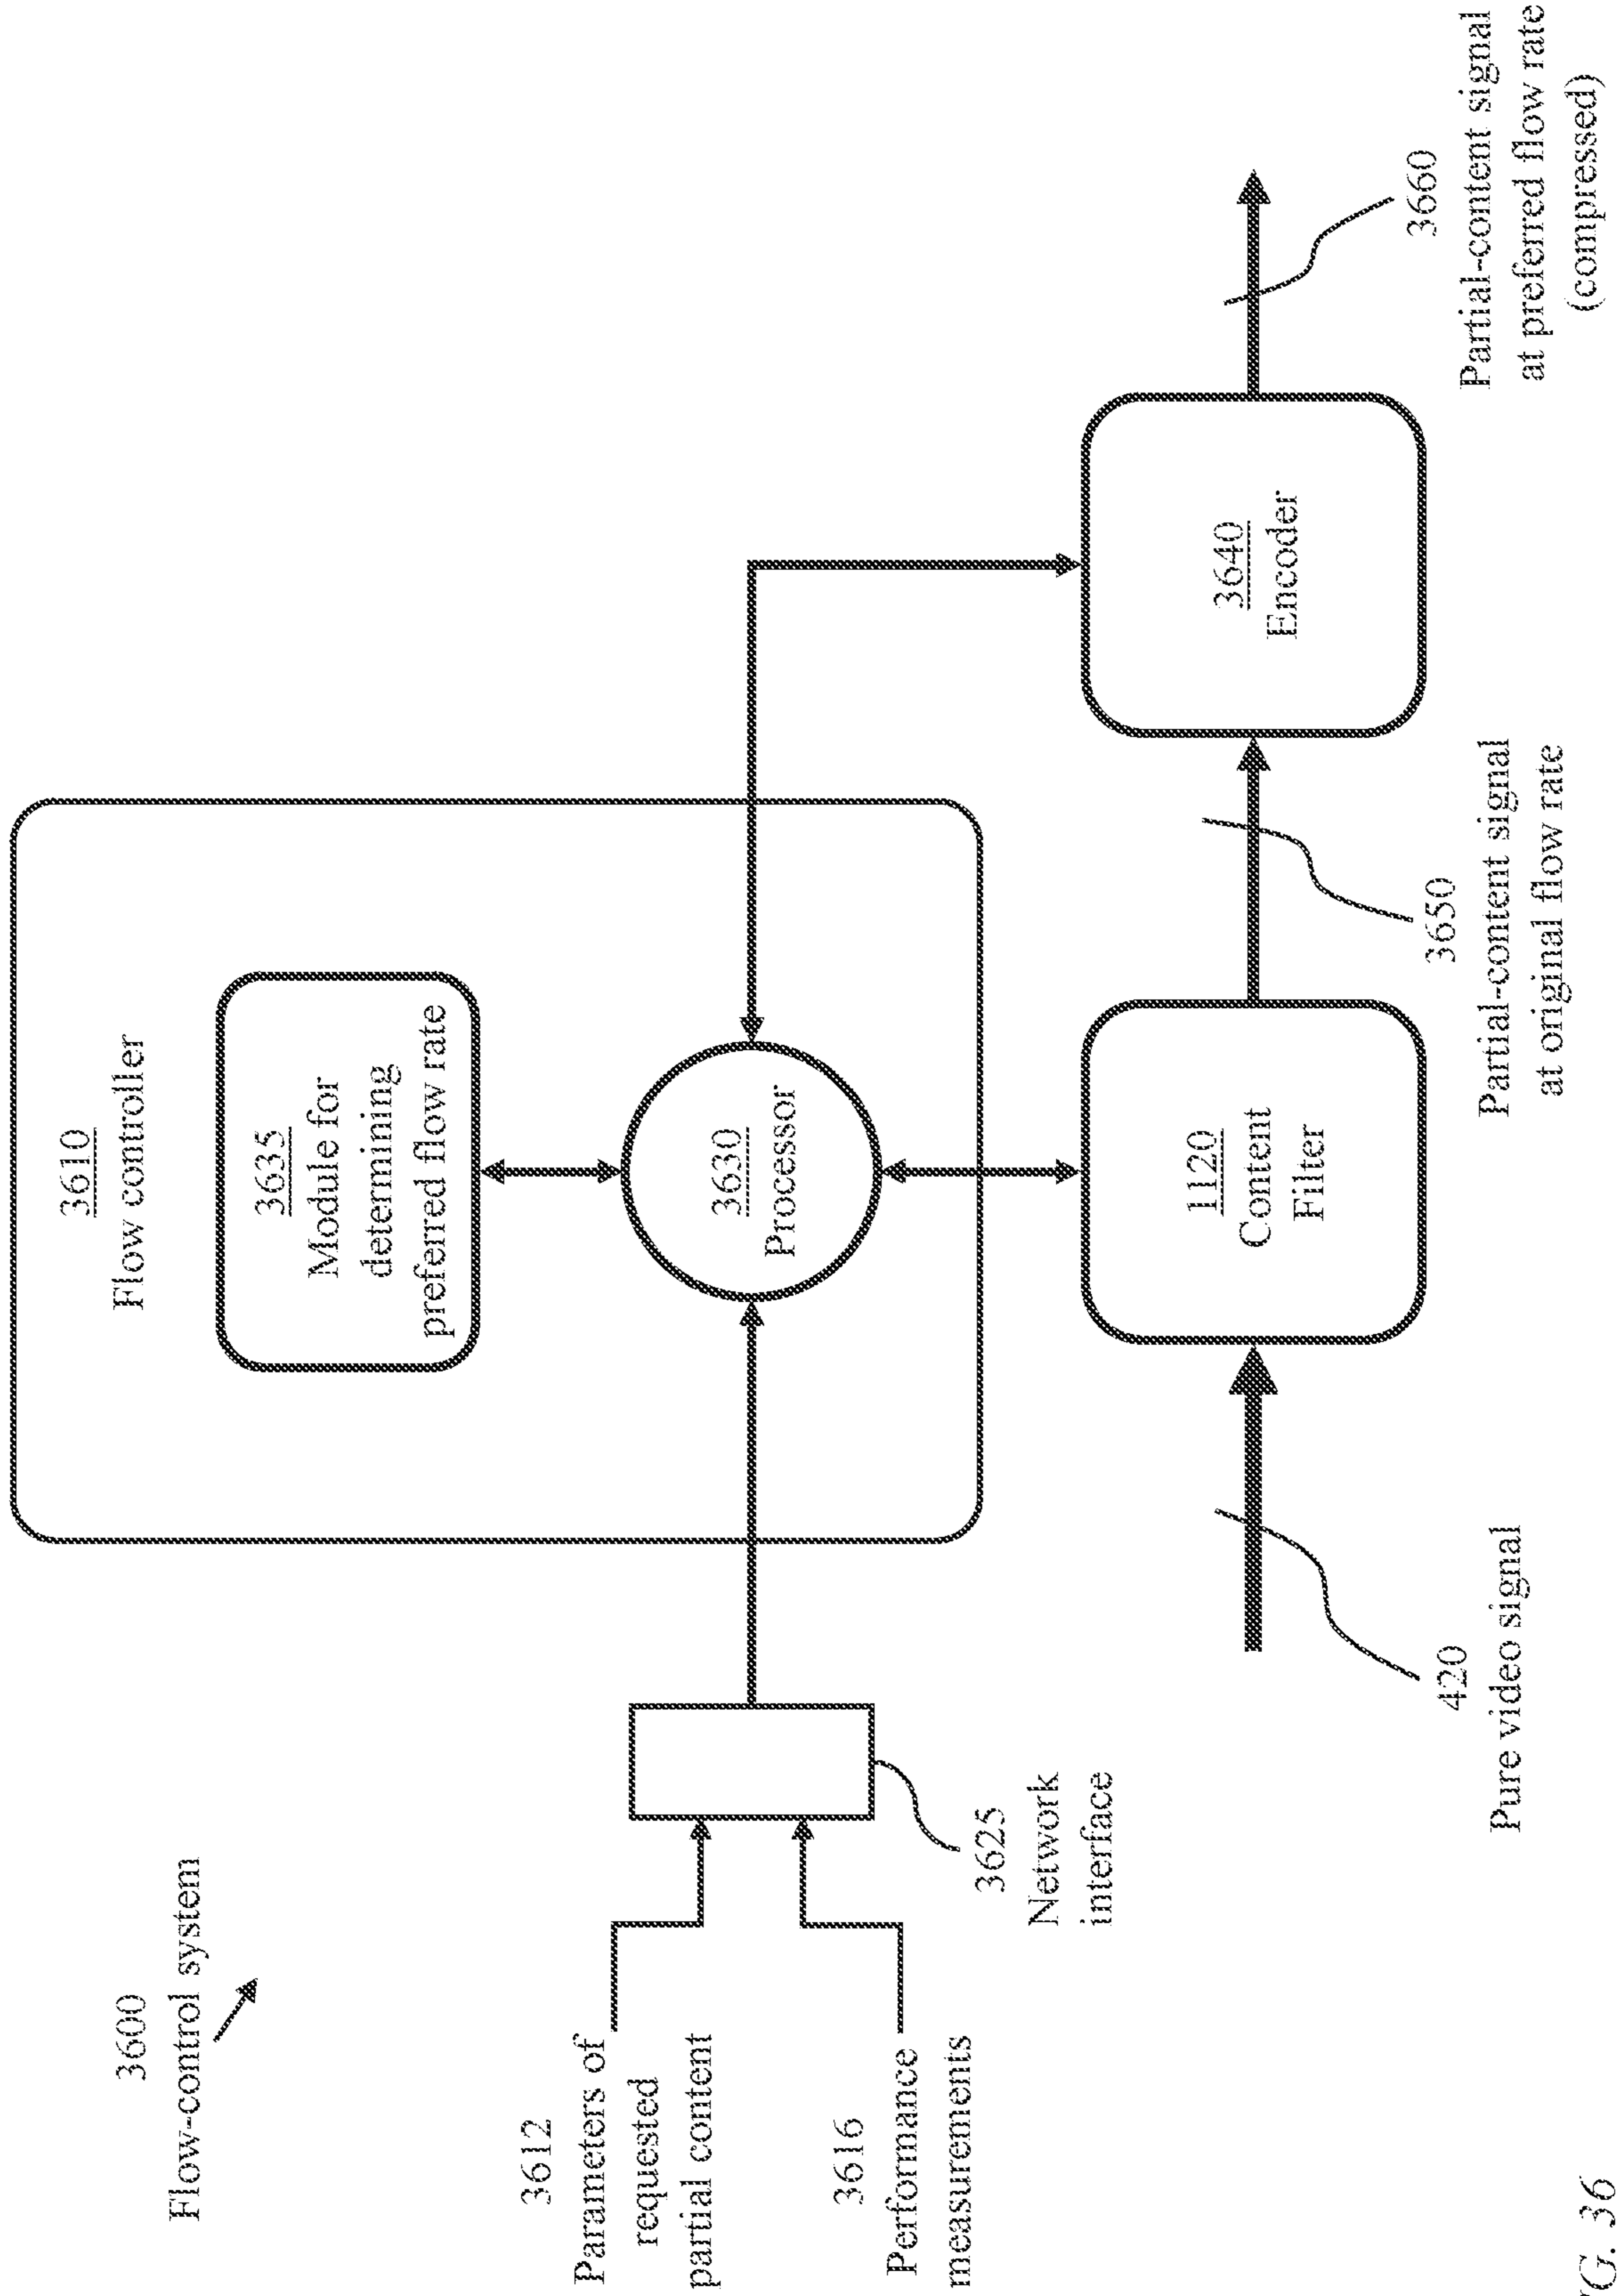 3600
Flow-control system
3610
Flow controller
3635
Module for
determining
preferred flow rate
3612
Parameters of
requested
partial content
3616
Performance
measurements
3625
Network
interface
3630
Processor
1120
Content
Filter
3640
Encoder
420
Pure video signal
3650
Partial-content signal
at original flow rate
3660
Partial-content signal
at preferred flow rate
(compressed)
36